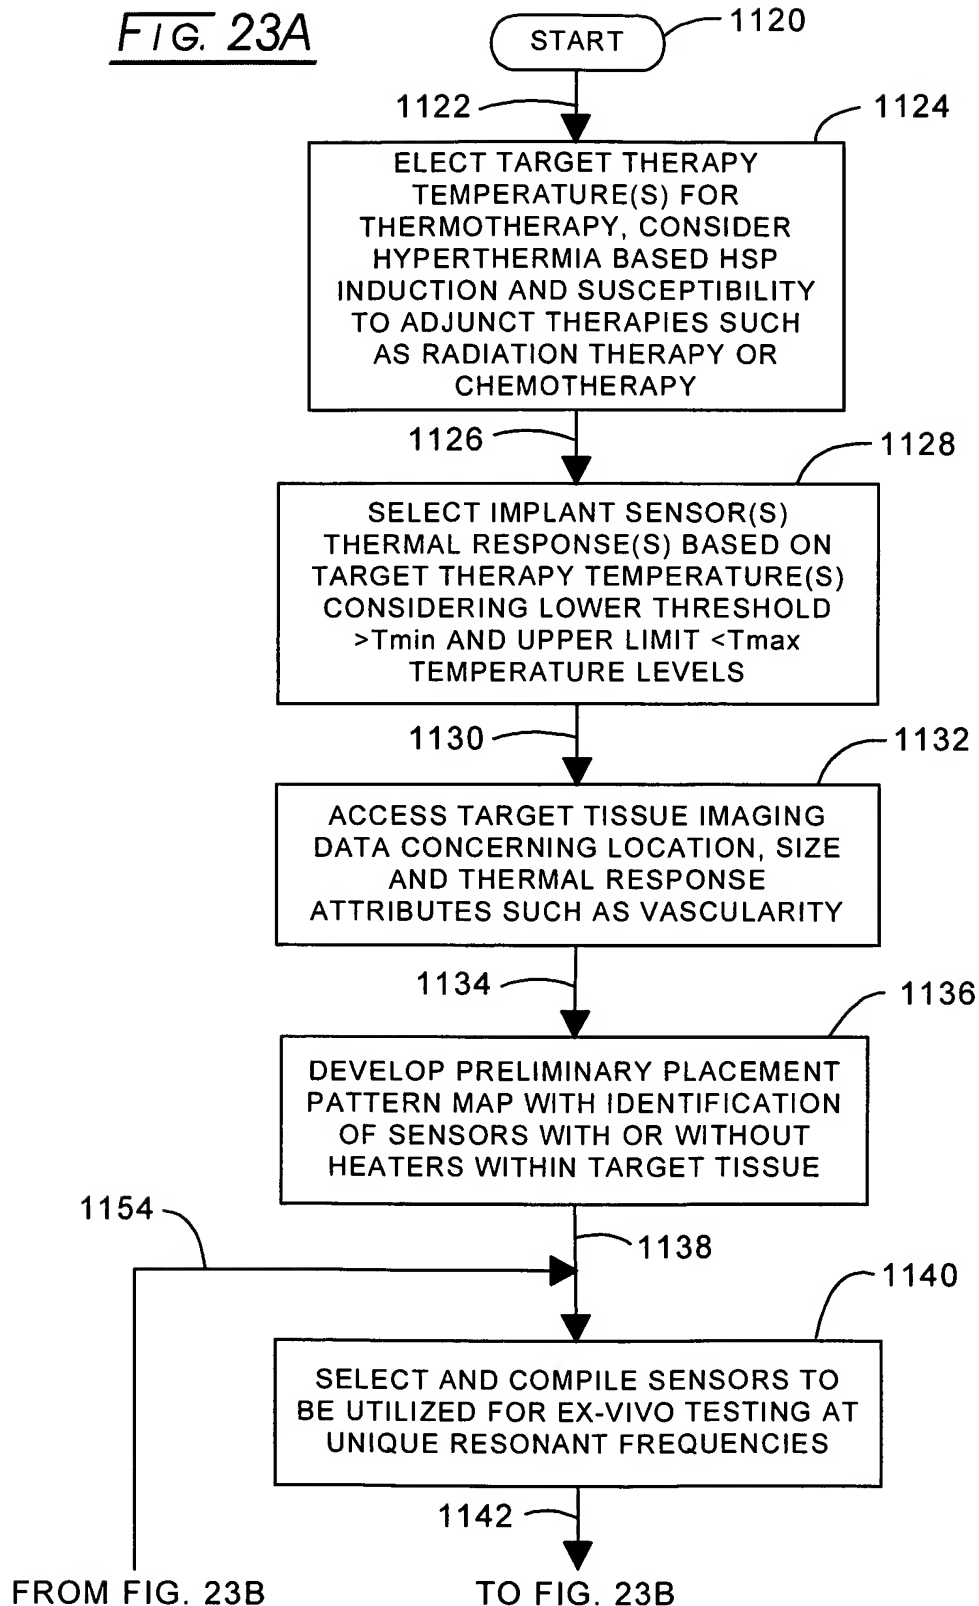 FIG. 23A
1120
START
1122
1124
ELECT TARGET THERAPY
TEMPERATURE(S) FOR
THERMOTHERAPY, CONSIDER
HYPERTHERMIA BASED HSP
INDUCTION AND SUSCEPTIBILITY
TO ADJUNCT THERAPIES SUCH
AS RADIATION THERAPY OR
CHEMOTHERAPY
1126
1128
SELECT IMPLANT SENSOR(S)
THERMAL RESPONSE(S) BASED ON
TARGET THERAPY TEMPERATURE(S)
CONSIDERING LOWER THRESHOLD
>Tmin AND UPPER LIMIT <Tmax
TEMPERATURE LEVELS
1130
1132
ACCESS TARGET TISSUE IMAGING
DATA CONCERNING LOCATION, SIZE
AND THERMAL RESPONSE
ATTRIBUTES SUCH AS VASCULARITY
1134
1136
DEVELOP PRELIMINARY PLACEMENT
PATTERN MAP WITH IDENTIFICATION
OF SENSORS WITH OR WITHOUT
HEATERS WITHIN TARGET TISSUE
1154
1138
1140
SELECT AND COMPILE SENSORS TO
BE UTILIZED FOR EX-VIVO TESTING AT
UNIQUE RESONANT FREQUENCIES
1142
FROM FIG. 23B
TO FIG. 23B